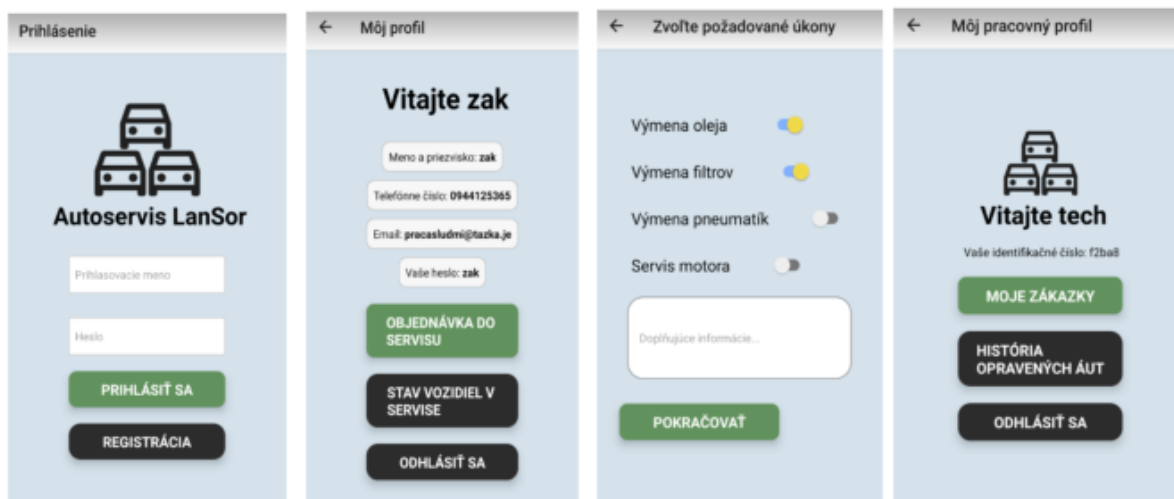 Prihlásenie
Autoservis LanSor
Prihlasovacie meno
Heslo
PRIHLÁSIŤ SA
REGISTRÁCIA
Môj profil
Vitajte zak
Meno a priezvisko: zak
Telefónne číslo: 0944125365
Email: pracasludmi@tazka.je
Vaše heslo: zak
OBJEDNÁVKA DO
SERVISU
STAV VOZIDIEL V
SERVISE
ODHLÁSIŤ SA
Zvoľte požadované úkony
Výmena oleja
Výmena filtrov
Výmena pneumatík
Servis motora
Doplňujúce informácie...
POKRAČOVAŤ
Môj pracovný profil
Vitajte tech
Vaše identifikačné číslo: f2ba8
MOJE ZÁKAZKY
HISTÓRIA
OPRAVENÝCH ÁUT
ODHLÁSIŤ SA